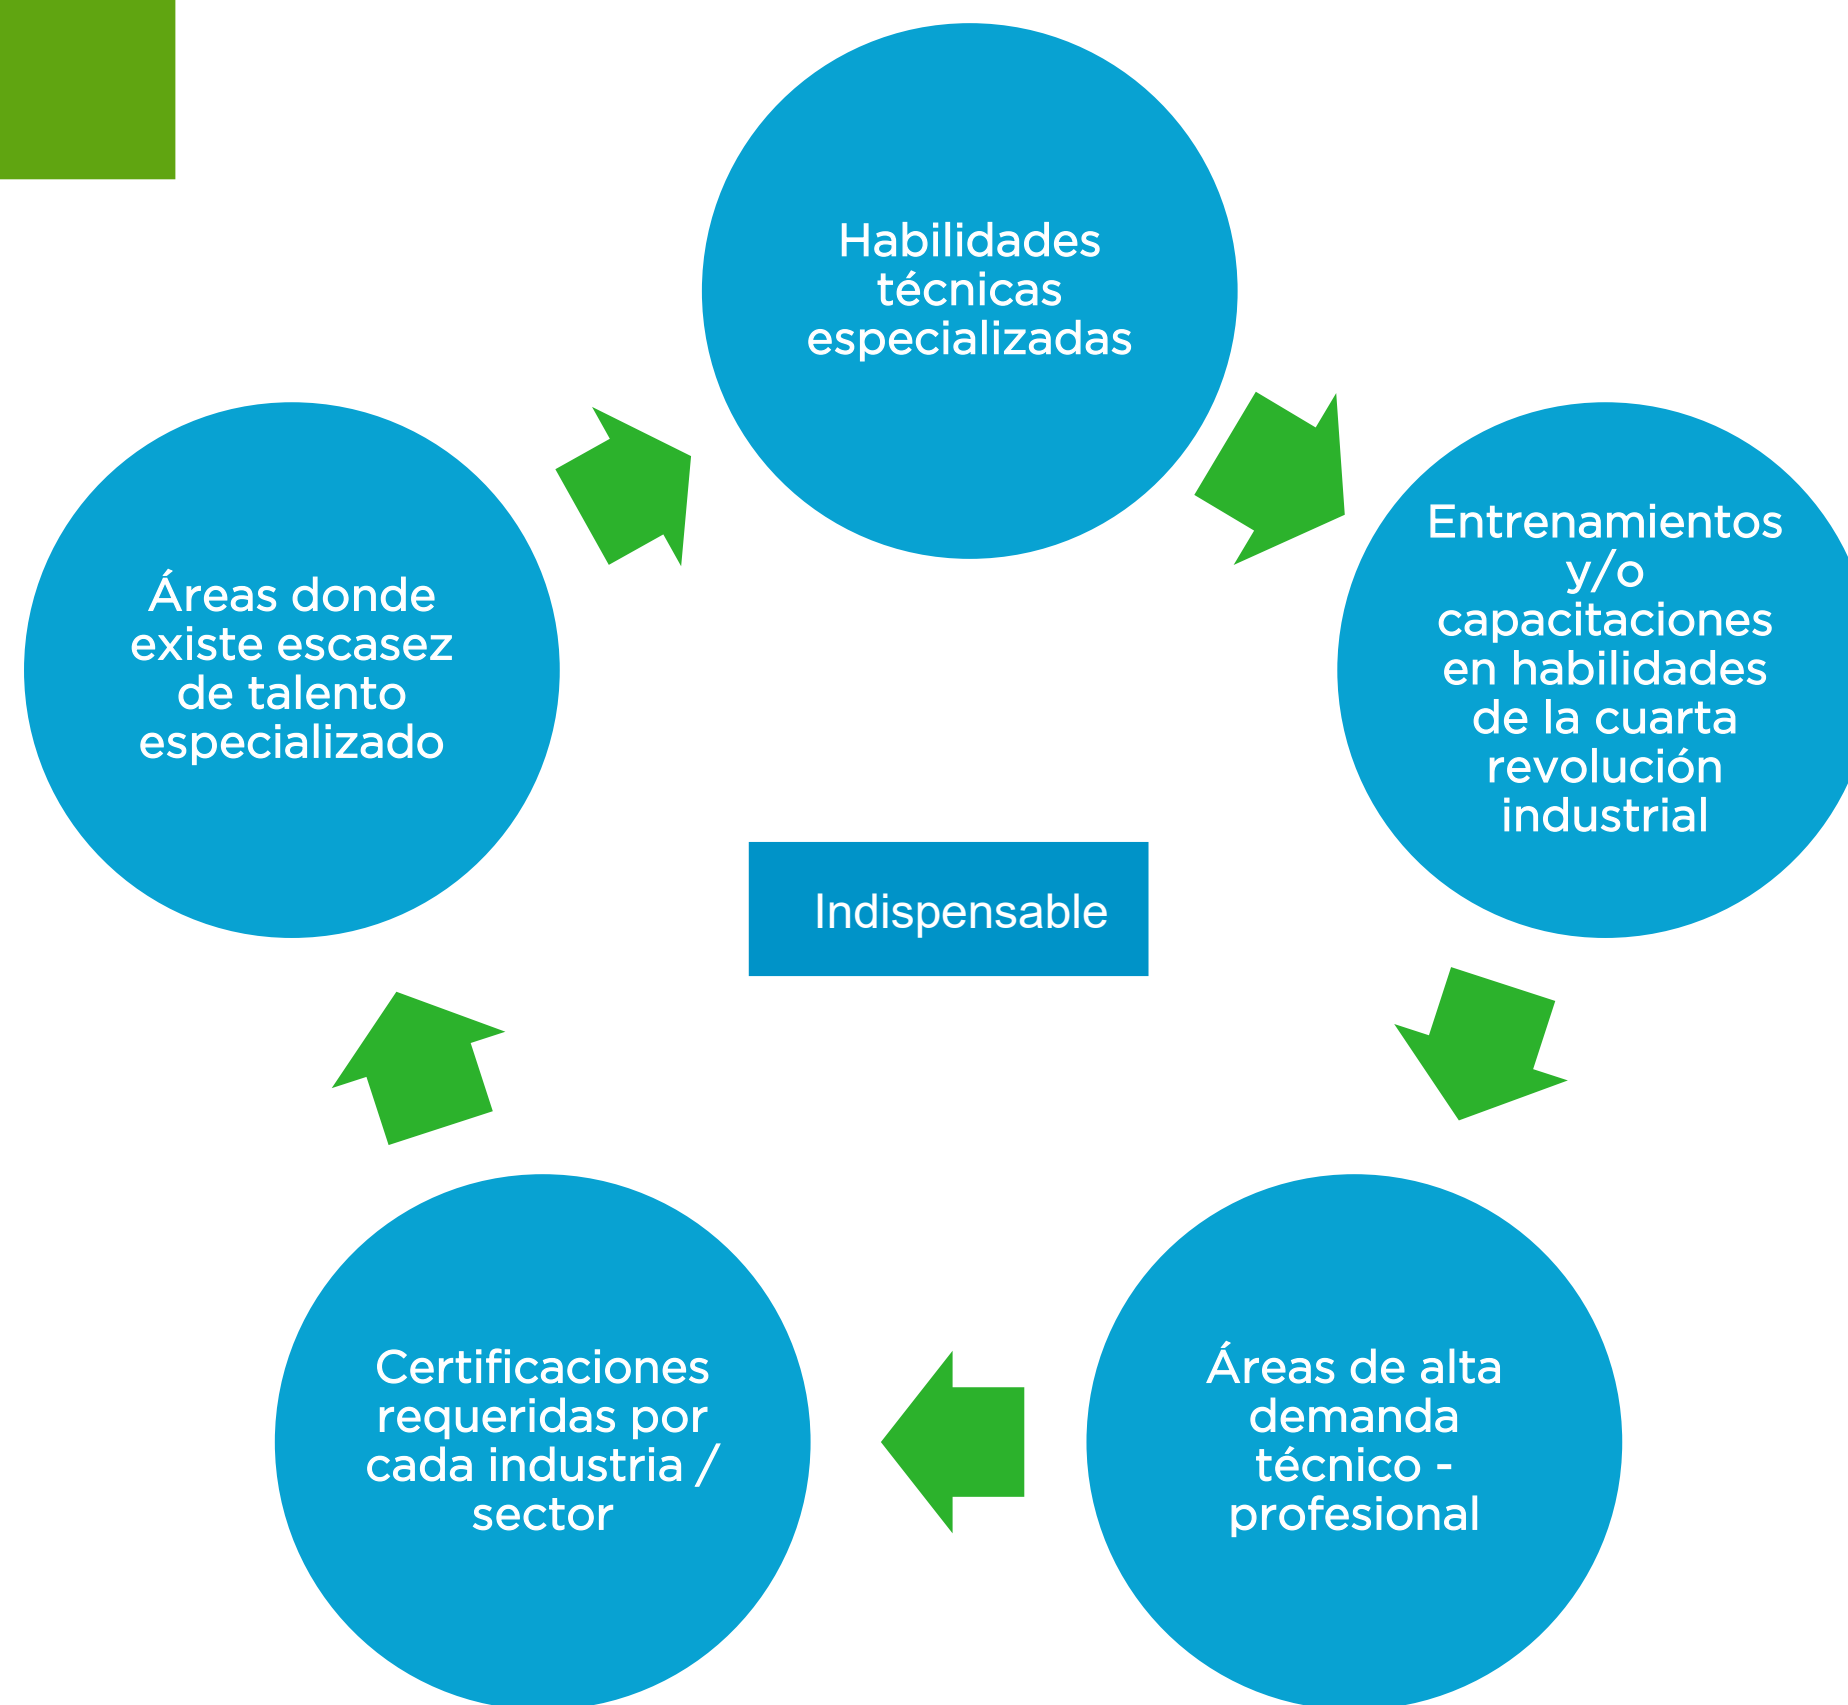 Habilidades
técnicas
especializadas
Entrenamientos
y/o
capacitaciones
en habilidades
de la cuarta
revolución
industrial
Áreas de alta
demanda
técnico -
profesional
Certificaciones
requeridas por
cada industria /
sector
Áreas donde
existe escasez
de talento
especializado
Indispensable